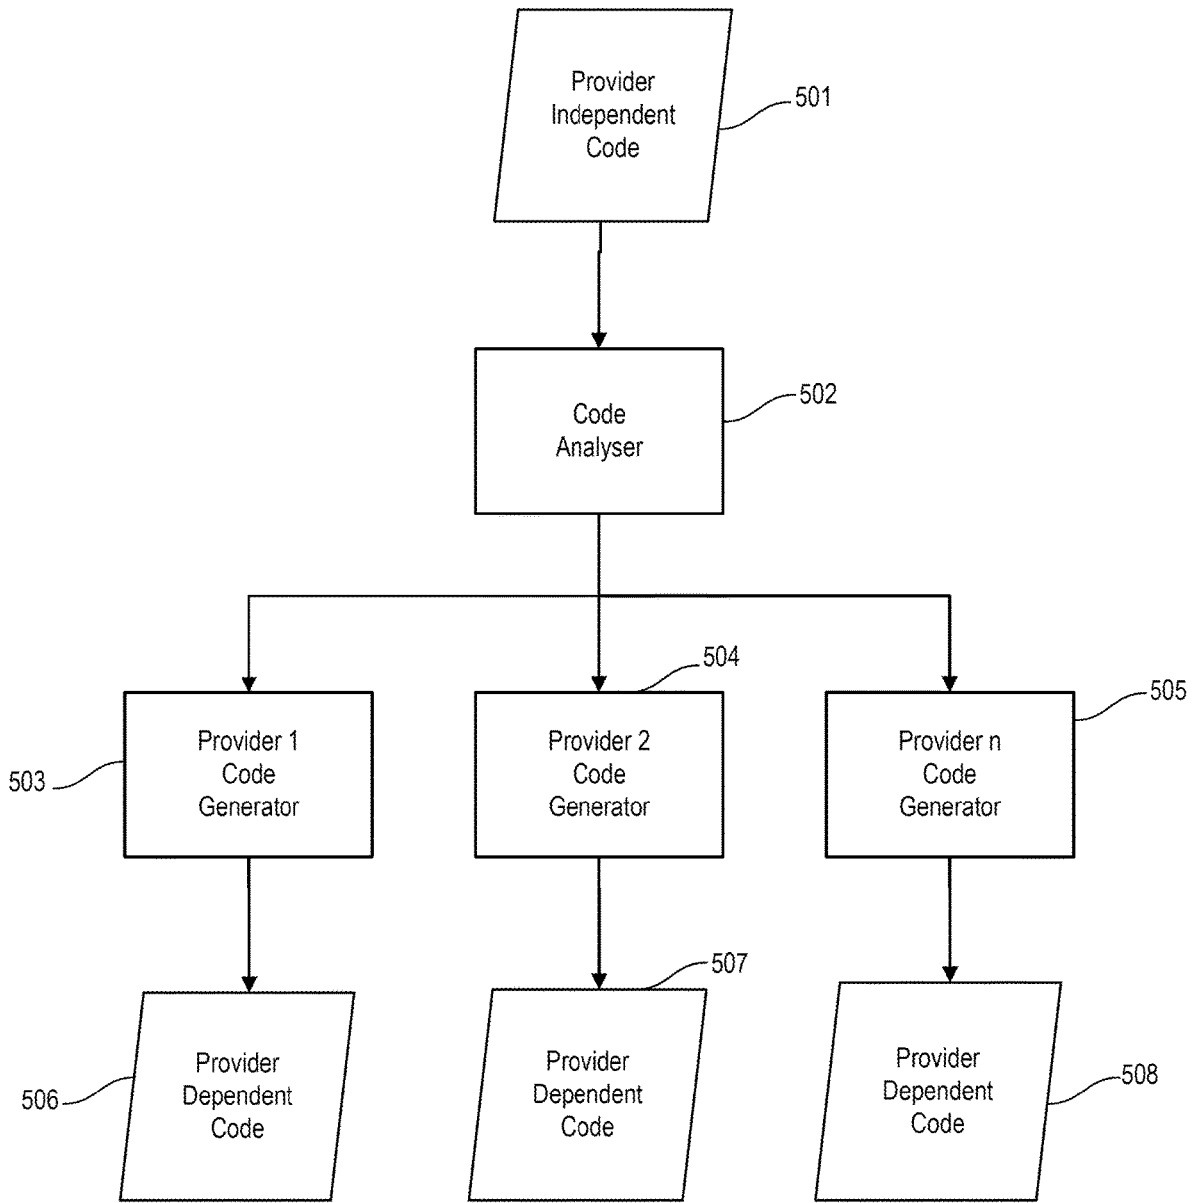 Provider
Independent
Code
501
Code
Analyser
502
504
505
503
Provider 1
Code
Generator
Provider 2
Code
Generator
Provider n
Code
Generator
507
506
508
Provider
Dependent
Code
Provider
Dependent
Code
Provider
Dependent
Code